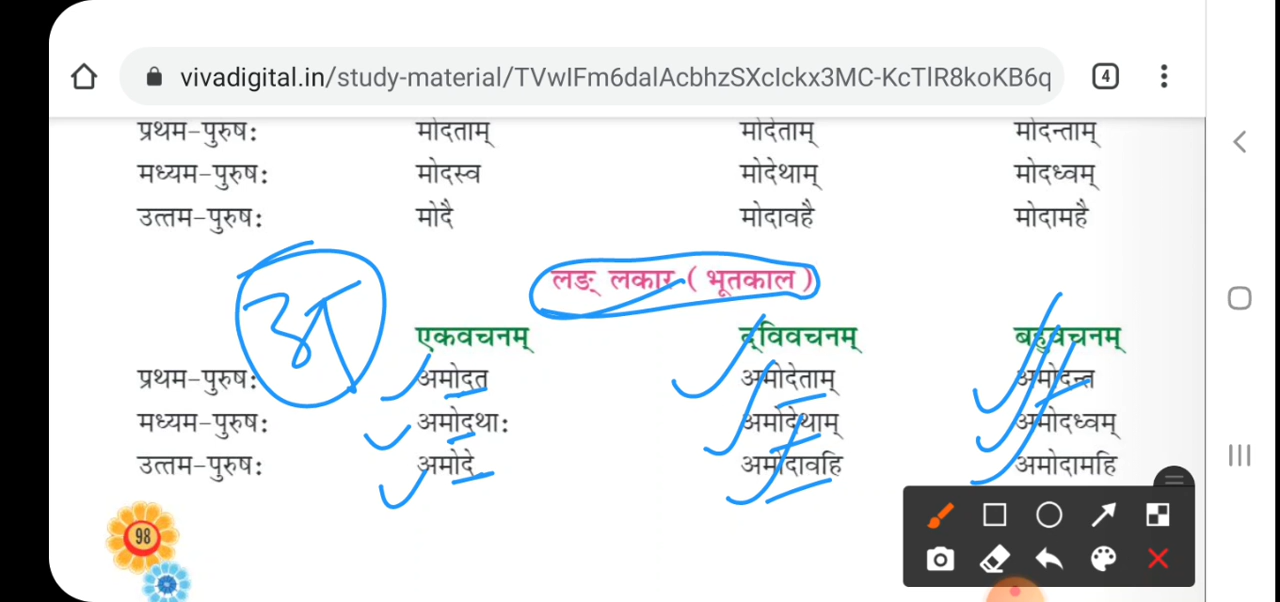 vivadigital.in/study-material/TVwIFm6dalAcbhzSXcIckx3MC-KcTlR8koKB6q 4
प्रथम-पुरुषः मोदताम् मोदेताम् मोदन्ताम्
मध्यम-पुरुषः मोदस्व मोदेथाम् मोदध्वम्
उत्तम-पुरुषः मोदै मोदावहै मोदामहै
लङ् लकार (भूतकाल)
अ
एकवचनम् द्विवचनम् बहुवचनम्
प्रथम-पुरुषः अमोदत अमोदेताम् अमोदन्त
मध्यम-पुरुषः अमोदथाः अमोदेथाम् अमोदध्वम्
उत्तम-पुरुषः अमोदे अमोदावहि अमोदामहि
98